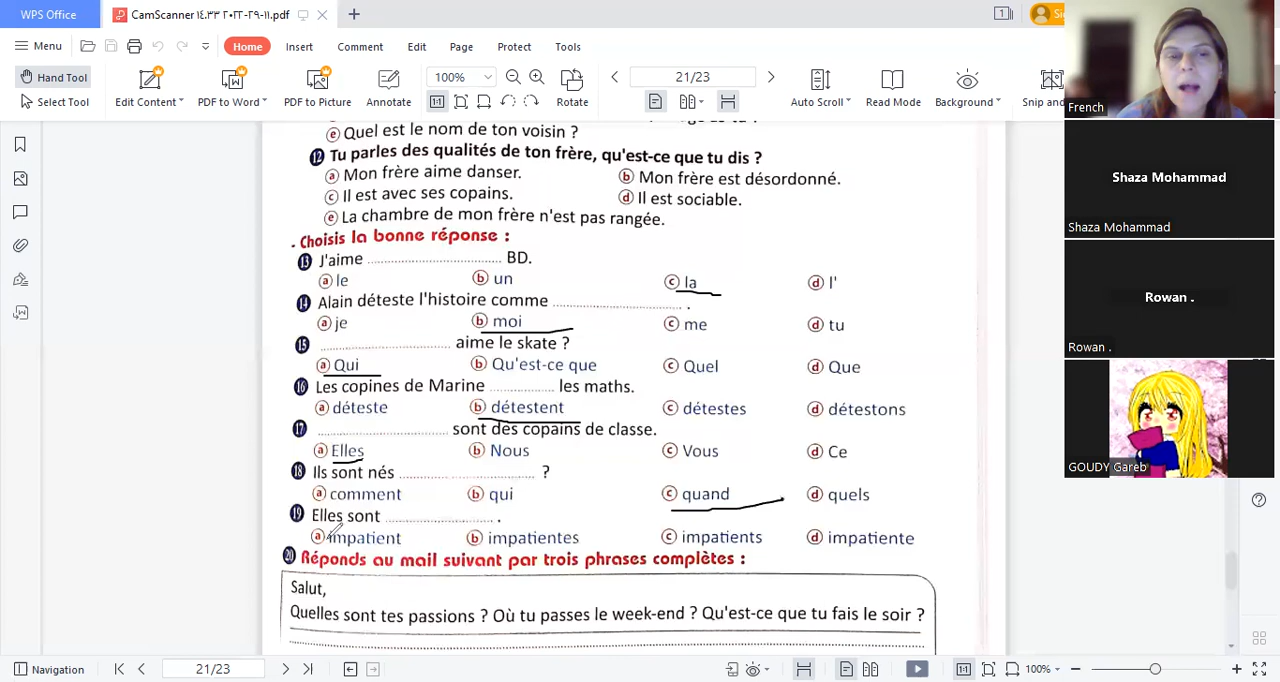 WPS Office
CamScanner ١٤.٣٣ ٢٠٢٢-٢٩-١١.pdf
Menu
Home
Insert
Comment
Edit
Page
Protect
Tools
Hand Tool
Select Tool
Edit Content
PDF to Word
PDF to Picture
Annotate
100%
Rotate
21/23
Auto Scroll
Read Mode
Background
Snip and
e Quel est le nom de ton voisin ?
12 Tu parles des qualités de ton frère, qu'est-ce que tu dis ?
a Mon frère aime danser.
b Mon frère est désordonné.
c Il est avec ses copains.
d Il est sociable.
e La chambre de mon frère n'est pas rangée.
. Choisis la bonne réponse :
13 J'aime .............................. BD.
a le b un c la d l'
14 Alain déteste l'histoire comme .............................. .
a je b moi c me d tu
15 .............................. aime le skate ?
a Qui b Qu'est-ce que c Quel d Que
16 Les copines de Marine .............. les maths.
a déteste b détestent c détestes d détestons
17 .............................. sont des copains de classe.
a Elles b Nous c Vous d Ce
18 Ils sont nés .............................. ?
a comment b qui c quand d quels
19 Elles sont ........................ .
a impatient b impatientes c impatients d impatiente
20 Réponds au mail suivant par trois phrases complètes :
Salut,
Quelles sont tes passions ? Où tu passes le week-end ? Qu'est-ce que tu fais le soir ?
Navigation
21/23
100%
French
Shaza Mohammad
Shaza Mohammad
Rowan .
Rowan .
GOUDY Gareb